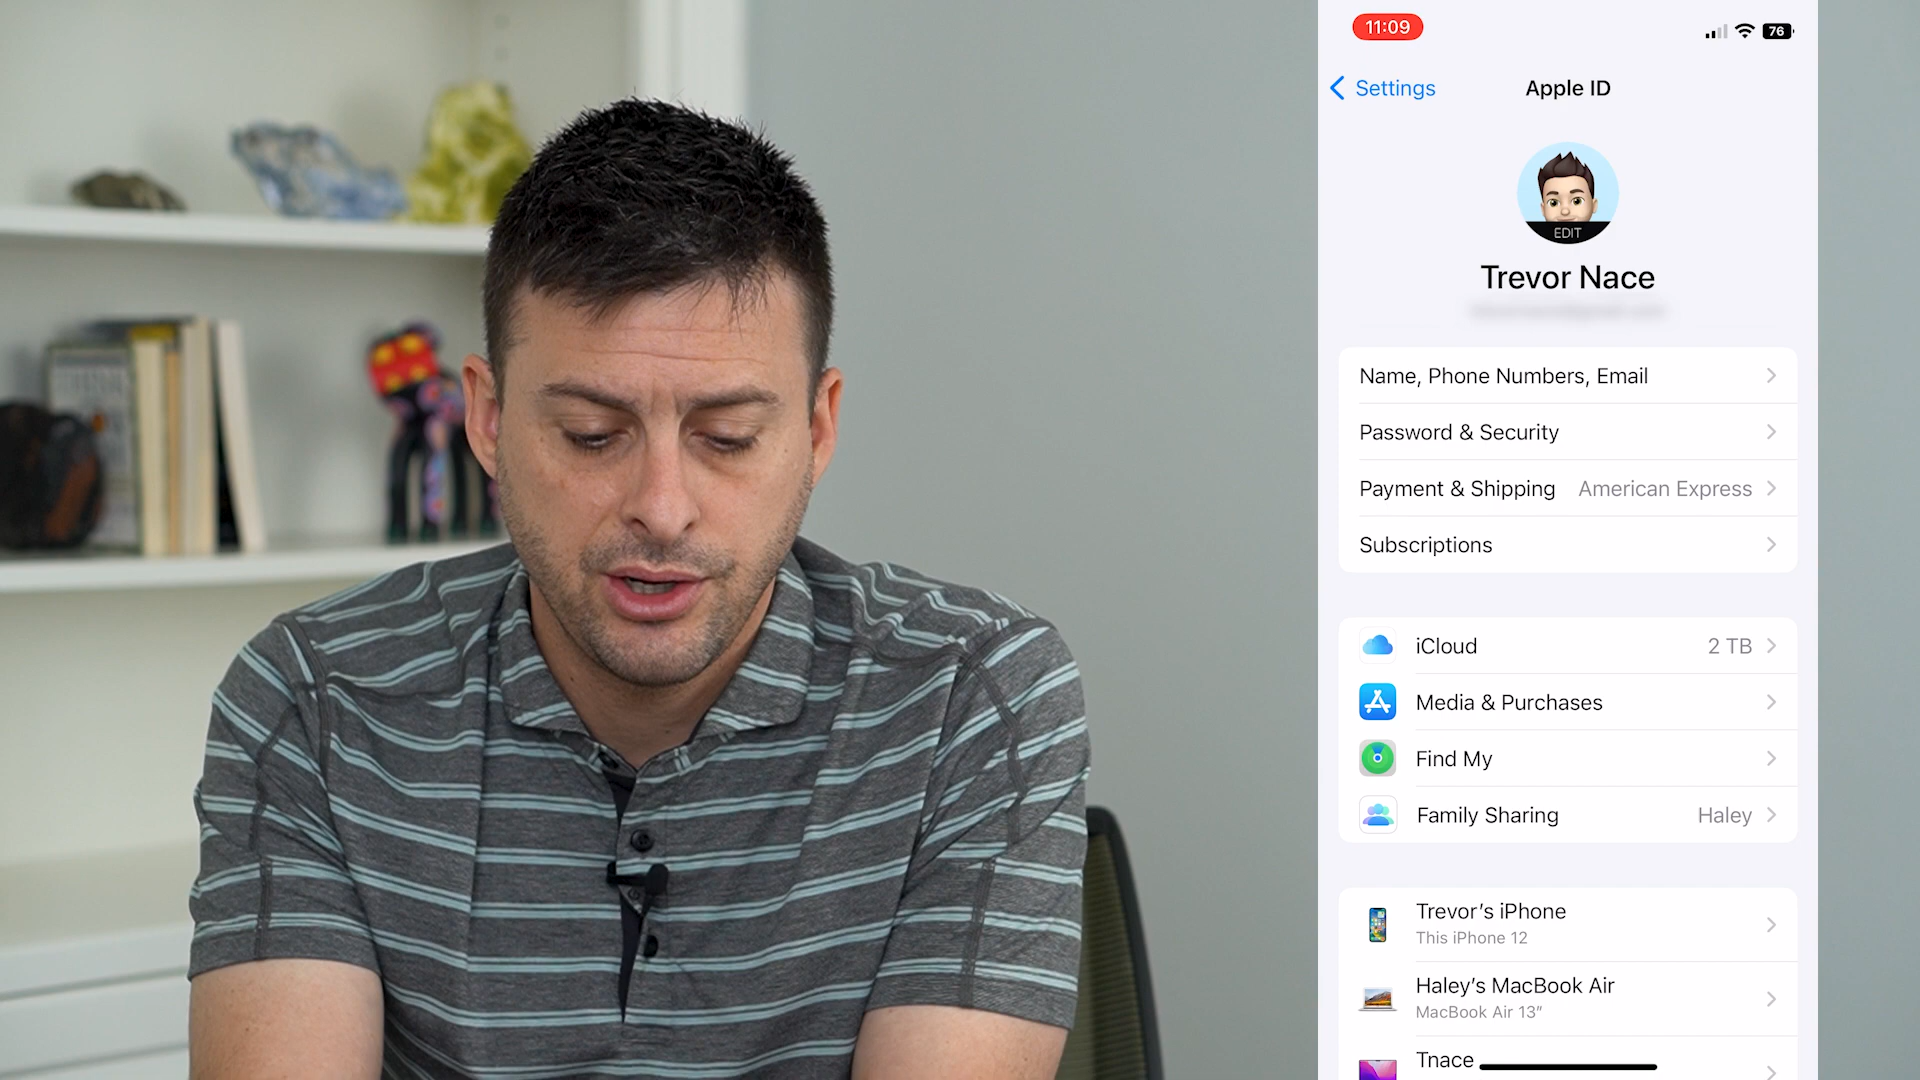 11:09
76
Settings
Apple ID
EDIT
Trevor Nace
Name, Phone Numbers, Email
Password & Security
Payment & Shipping American Express
Subscriptions
iCloud 2 TB
Media & Purchases
Find My
Family Sharing Haley
Trevor’s iPhone
This iPhone 12
Haley’s MacBook Air
MacBook Air 13”
Tnace